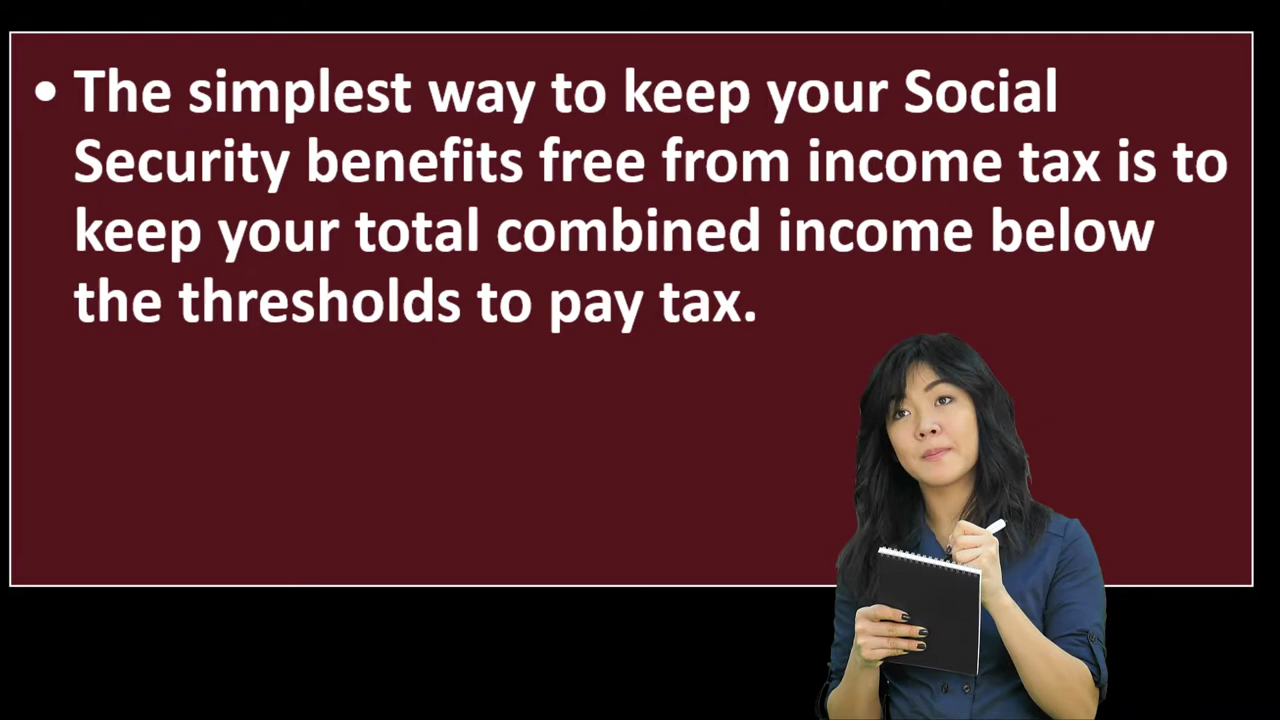 • The simplest way to keep your Social
Security benefits free from income tax is to
keep your total combined income below
the thresholds to pay tax.